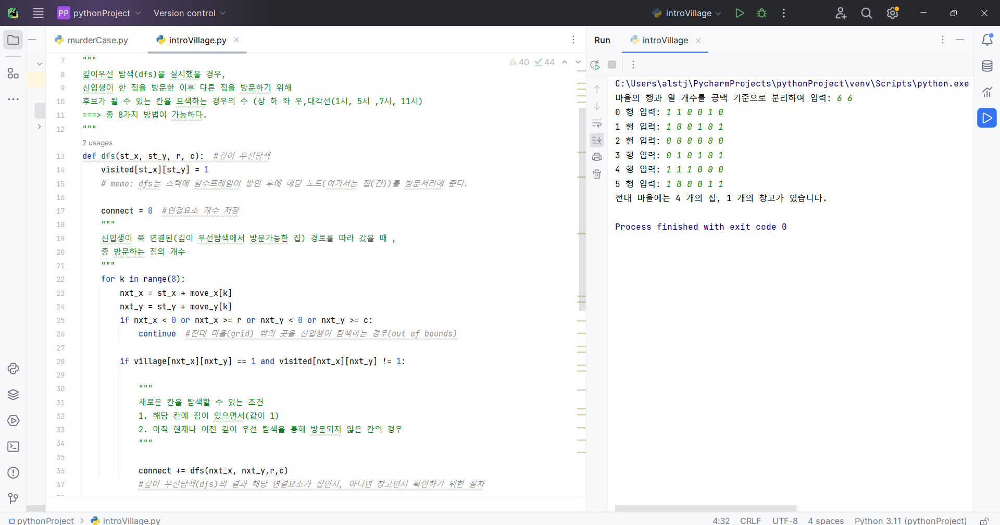 PP pythonProject Version control
introVillage
murderCase.py introVillage.py
40 44
7 """
8 깊이우선 탐색(dfs)을 실시했을 경우,
9 신입생이 한 집을 방문한 이후 다른 집을 방문하기 위해
10 후보가 될 수 있는 칸을 모색하는 경우의 수 (상 하 좌 우,대각선(1시, 5시 ,7시, 11시)
11 ===> 총 8가지 방법이 가능하다.
12 """
2 usages
13 def dfs(st_x, st_y, r, c): #깊이 우선탐색
14 visited[st_x][st_y] = 1
15 # memo: dfs는 스택에 함수프레임이 쌓인 후에 해당 노드(여기서는 집(칸))를 방문처리해 준다.
16
17 connect = 0 #연결요소 개수 저장
18 """
19 신입생이 쭉 연결된(깊이 우선탐색에서 방문가능한 집) 경로를 따라 갔을 때 ,
20 총 방문하는 집의 개수
21 """
22 for k in range(8):
23 nxt_x = st_x + move_x[k]
24 nxt_y = st_y + move_y[k]
25 if nxt_x < 0 or nxt_x >= r or nxt_y < 0 or nxt_y >= c:
26 continue #전대 마을(grid) 밖의 곳을 신입생이 탐색하는 경우(out of bounds)
27
28 if village[nxt_x][nxt_y] == 1 and visited[nxt_x][nxt_y] != 1:
29
30 """
31 새로운 칸을 탐색할 수 있는 조건
32 1. 해당 칸에 집이 있으면서(값이 1)
33 2. 아직 현재나 이전 깊이 우선 탐색을 통해 방문되지 않은 칸의 경우
34 """
35
36 connect += dfs(nxt_x, nxt_y,r,c)
37 #깊이 우선탐색(dfs)의 결과 해당 연결요소가 집인지, 아니면 창고인지 확인하기 위한 절차
Run introVillage
C:\Users\alstj\PycharmProjects\pythonProject\venv\Scripts\python.exe
마을의 행과 열 개수를 공백 기준으로 분리하여 입력: 6 6
0 행 입력: 1 1 0 0 1 0
1 행 입력: 1 0 0 1 0 1
2 행 입력: 0 0 0 0 0 0
3 행 입력: 0 1 0 1 0 1
4 행 입력: 1 1 1 0 0 0
5 행 입력: 1 0 0 0 1 1
전대 마을에는 4 개의 집, 1 개의 창고가 있습니다.
Process finished with exit code 0
pythonProject > introVillage.py
4:32 CRLF UTF-8 4 spaces Python 3.11 (pythonProject)